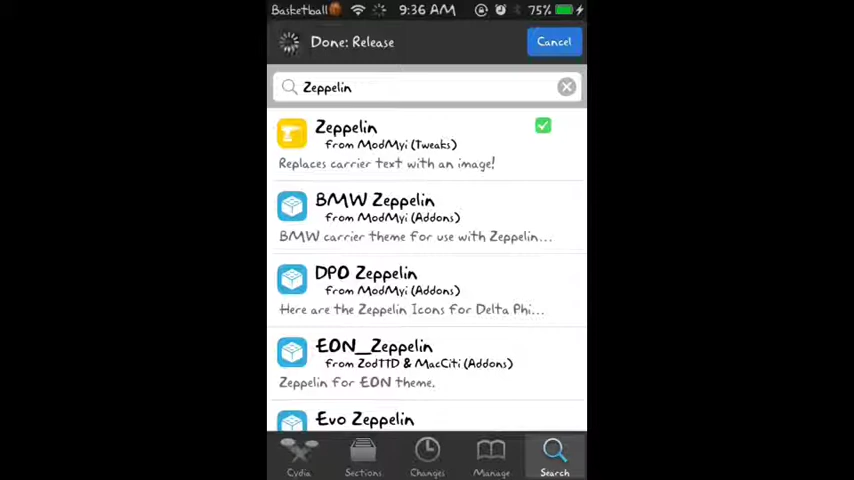 Basketball🏀 9:36 AM 75%
Done: Release Cancel
Zeppelin
Zeppelin
from ModMyi (Tweaks)
Replaces carrier text with an image!
BMW Zeppelin
from ModMyi (Addons)
BMW carrier theme for use with Zeppelin...
DPO Zeppelin
from ModMyi (Addons)
Here are the Zeppelin Icons for Delta Phi...
EON_Zeppelin
from ZodTTD & MacCiti (Addons)
Zeppelin for EON theme.
Evo Zeppelin
Cydia Sections Changes Manage Search